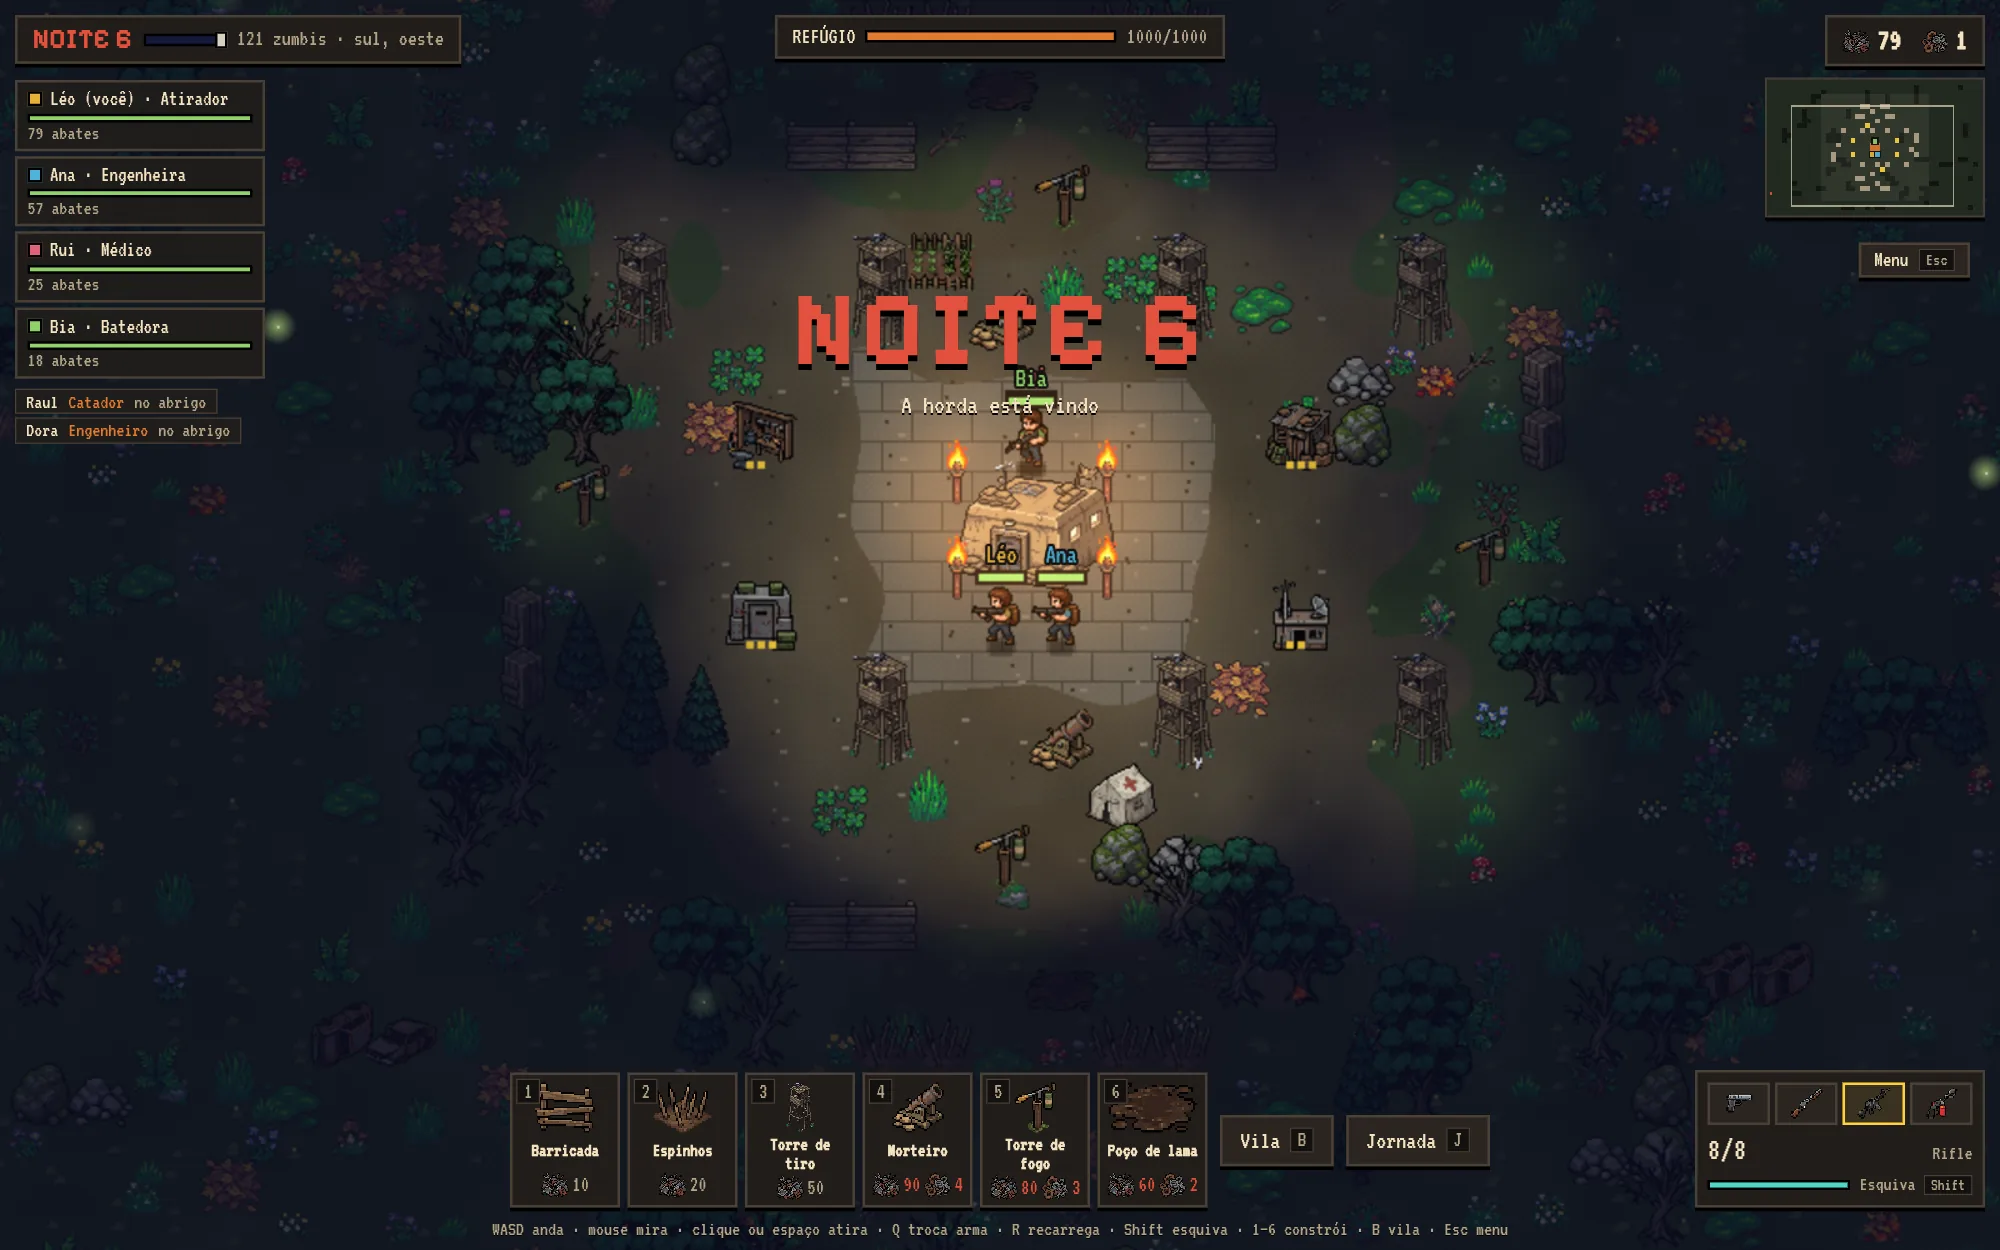 NOITE 6 121 zumbis · sul, oeste
REFÚGIO 1000/1000
79 1
Léo (você) · Atirador
79 abates
Ana · Engenheira
57 abates
Rui · Médico
25 abates
Bia · Batedora
18 abates
Raul Catador no abrigo
Dora Engenheiro no abrigo
Menu Esc
NOITE 6
Bia
A horda está vindo
Léo Ana
1 2 3 4 5 6
Barricada
Espinhos
Torre de
tiro
Morteiro
Torre de
fogo
Poço de lama
10 20 50 90 4 80 3 60 2
Vila B
Jornada J
8/8 Rifle
Esquiva Shift
WASD anda · mouse mira · clique ou espaço atira · Q troca arma · R recarrega · Shift esquiva · 1-6 constrói · B vila · Esc menu